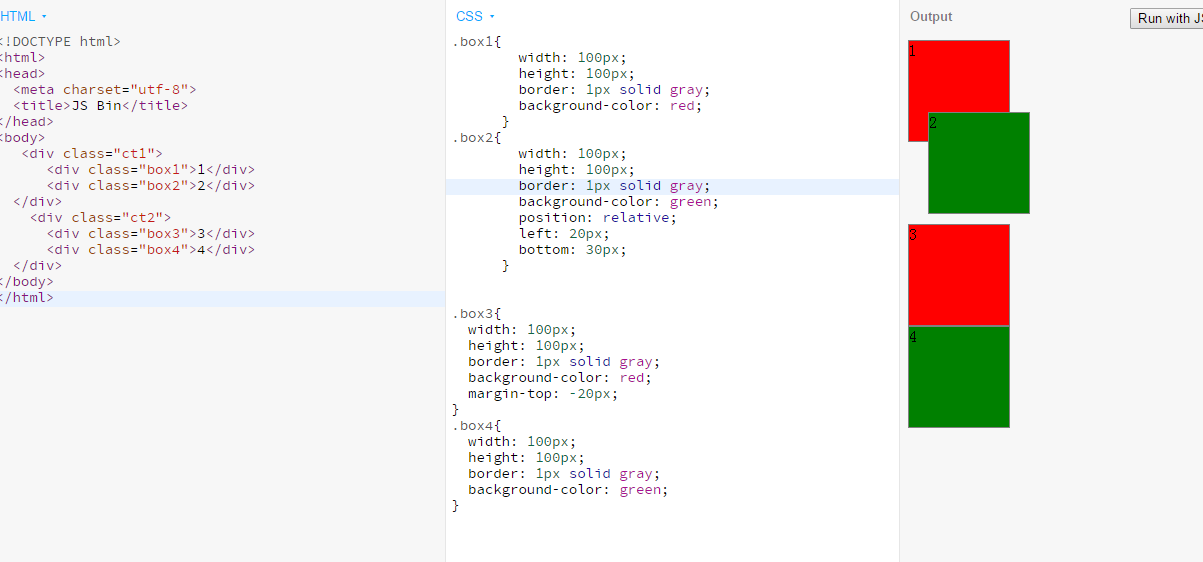 HTML
<!DOCTYPE html>
<html>
<head>
<meta charset="utf-8">
<title>JS Bin</title>
</head>
<body>
<div class="ct1">
<div class="box1">1</div>
<div class="box2">2</div>
</div>
<div class="ct2">
<div class="box3">3</div>
<div class="box4">4</div>
</div>
</body>
</html>
CSS
.box1{
width: 100px;
height: 100px;
border: 1px solid gray;
background-color: red;
}
.box2{
width: 100px;
height: 100px;
border: 1px solid gray;
background-color: green;
position: relative;
left: 20px;
bottom: 30px;
}
.box3{
width: 100px;
height: 100px;
border: 1px solid gray;
background-color: red;
margin-top: -20px;
}
.box4{
width: 100px;
height: 100px;
border: 1px solid gray;
background-color: green;
}
Output
Run with JS
1
2
3
4